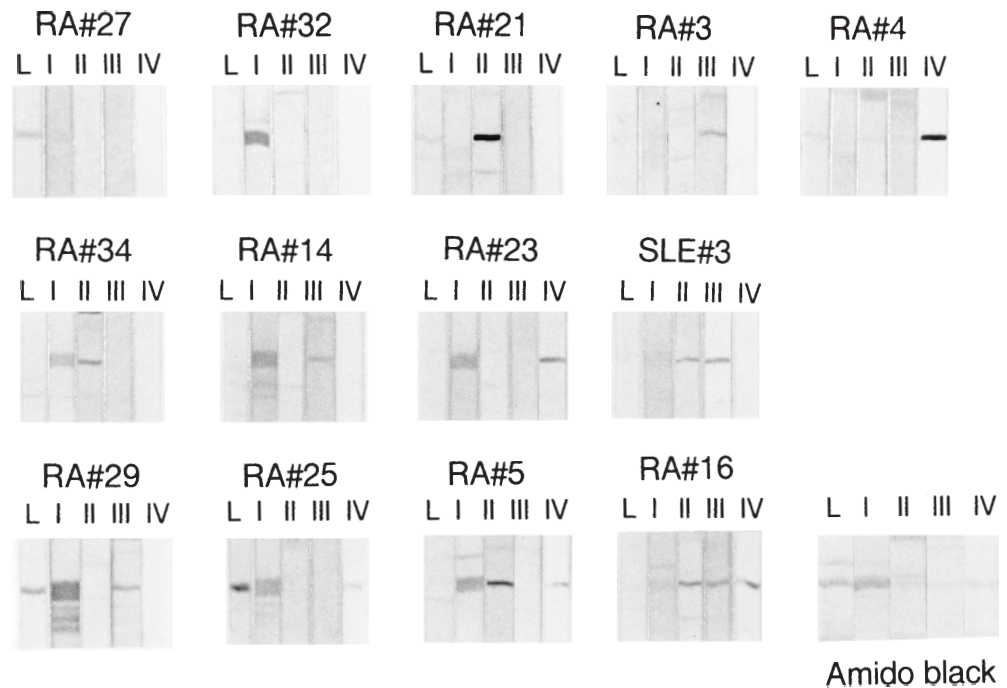 RA#27 RA#32 RA#21 RA#3 RA#4
L I II III IV L I II III IV L I II III IV L I II III IV L I II III IV
RA#34 RA#14 RA#23 SLE#3
L I II III IV L I II III IV L I II III IV L I II III IV
RA#29 RA#25 RA#5 RA#16
L I II III IV L I II III IV L I II III IV L I II III IV L I II III IV
Amido black